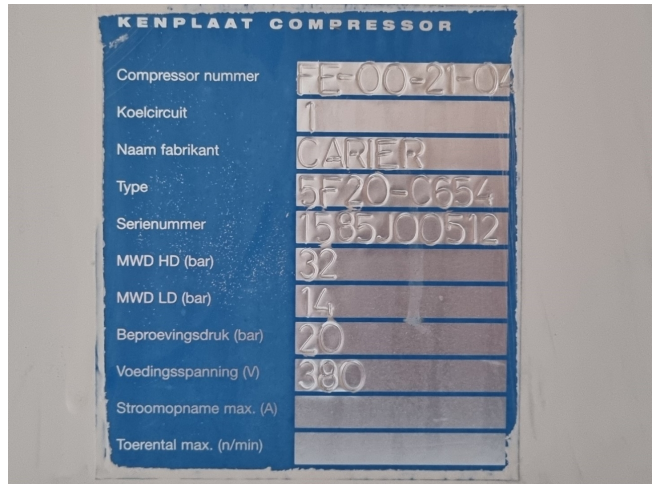 KENPLAAT COMPRESSOR
Compressor nummer FE-00-21-04
Koelcircuit 1
Naam fabrikant CARIER
Type 5F20-C654
Serienummer 1585J00512
MWD HD (bar) 32
MWD LD (bar) 14
Beproevingsdruk (bar) 20
Voedingsspanning (V) 380
Stroomopname max. (A)
Toerental max. (n/min)